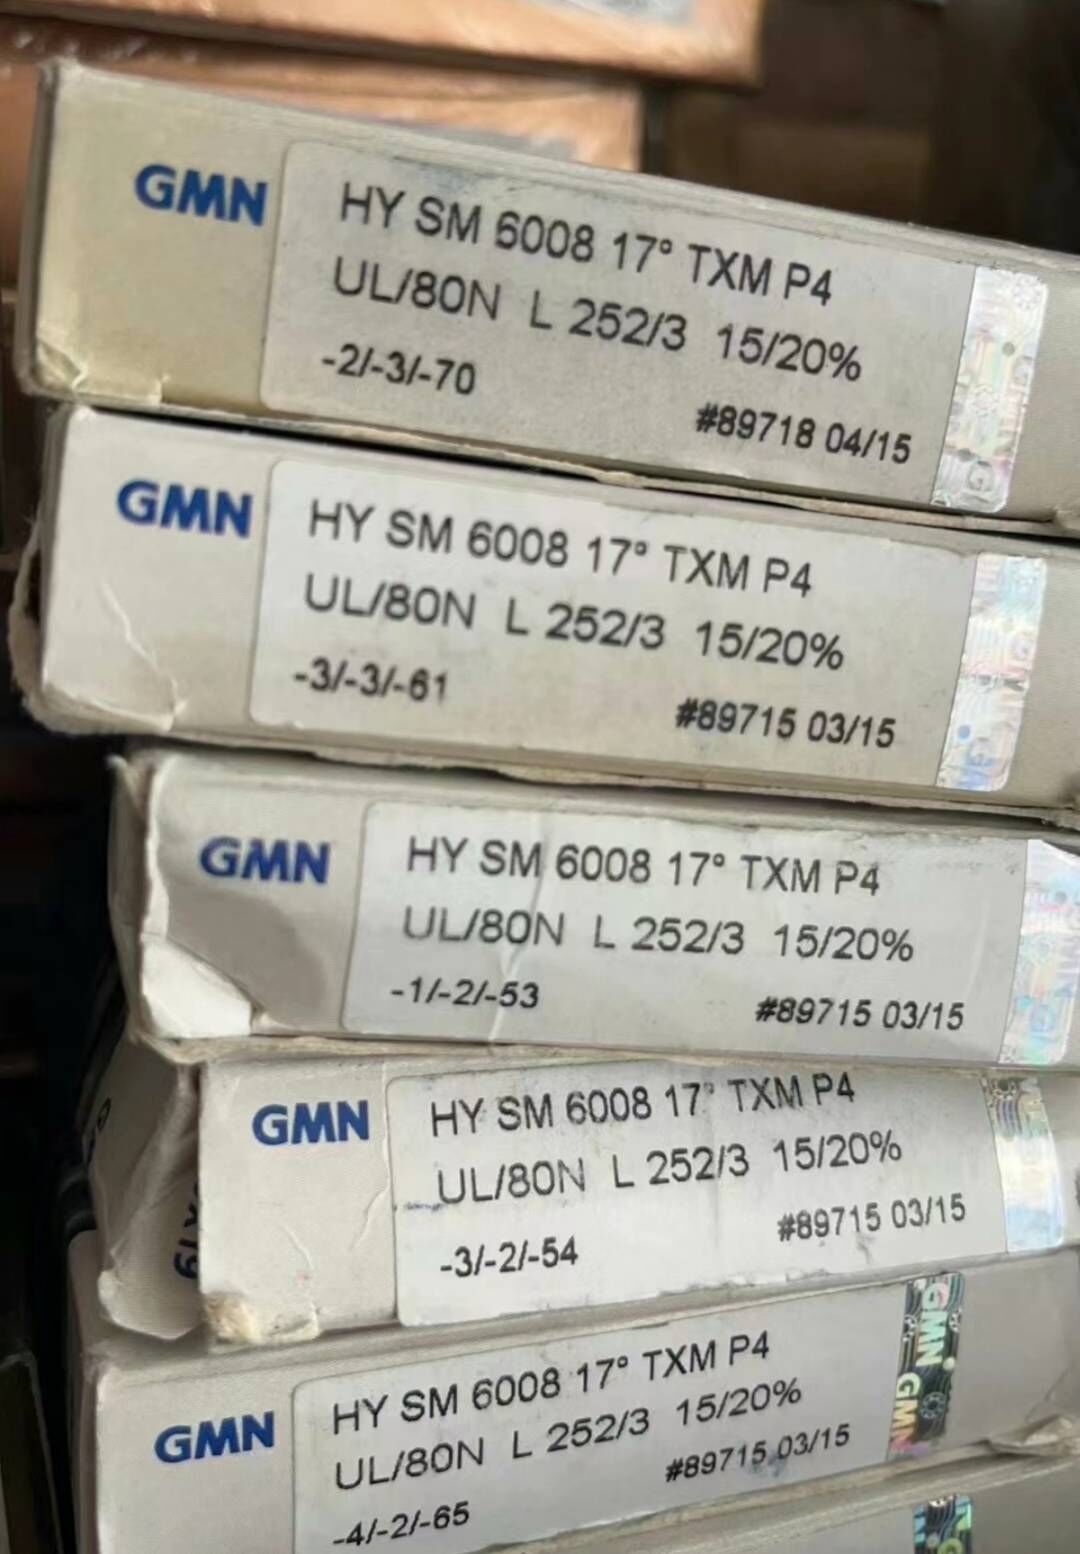 GMN
HY SM 6008 17° TXM P4
UL/80N L 252/3 15/20%
-2/-3/-70
#89718 04/15
GMN
HY SM 6008 17° TXM P4
UL/80N L 252/3 15/20%
-3/-3/-61
#89715 03/15
GMN
HY SM 6008 17° TXM P4
UL/80N L 252/3 15/20%
-1/-2/-53
#89715 03/15
GMN
HY SM 6008 17° TXM P4
UL/80N L 252/3 15/20%
-3/-2/-54
#89715 03/15
GMN
HY SM 6008 17° TXM P4
UL/80N L 252/3 15/20%
-4/-2/-65
#89715 03/15
GMN GMN